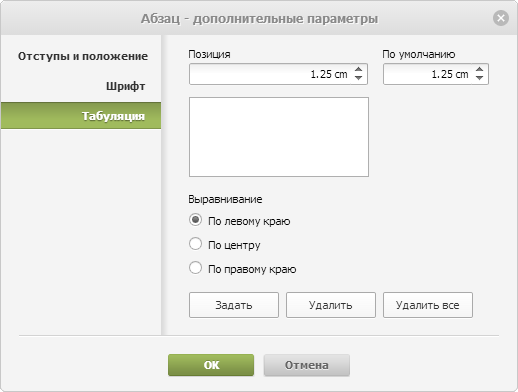 Абзац - дополнительные параметры
Отступы и положение
Шрифт
Табуляция
Позиция
По умолчанию
1.25 cm
1.25 cm
Выравнивание
По левому краю
По центру
По правому краю
Задать
Удалить
Удалить все
OK
Отмена